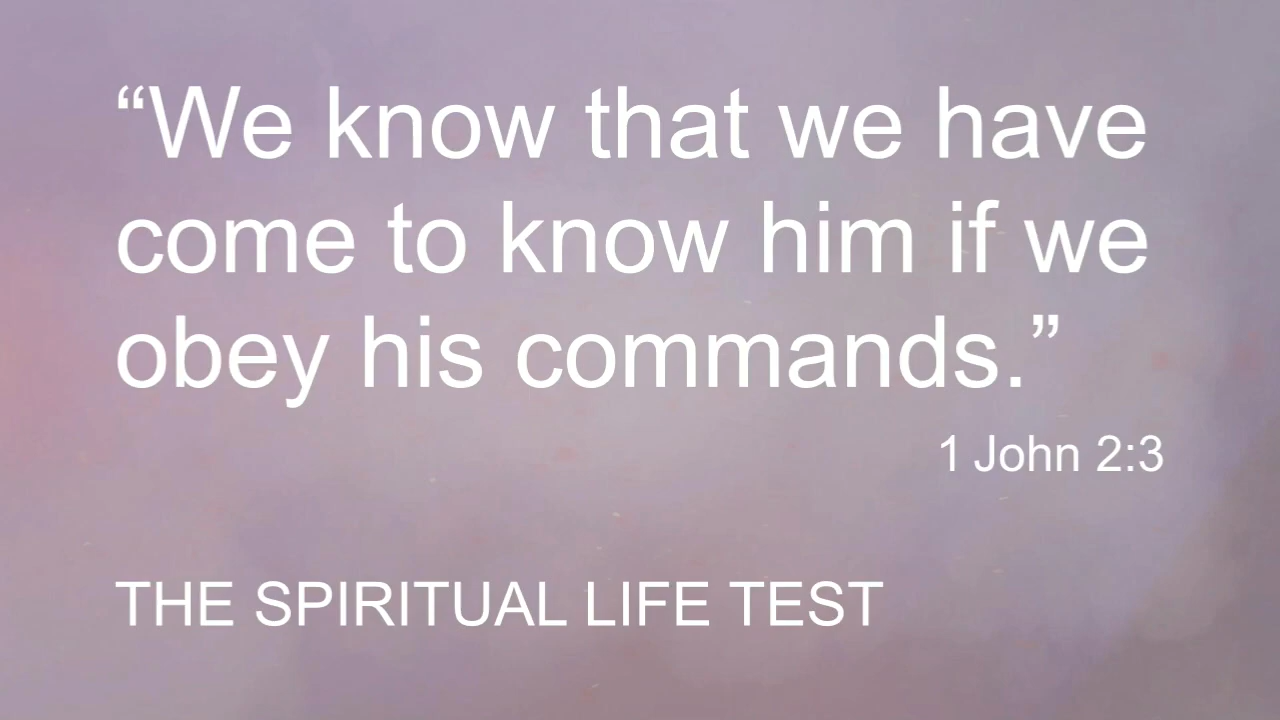 “We know that we have
come to know him if we
obey his commands.”
1 John 2:3
THE SPIRITUAL LIFE TEST